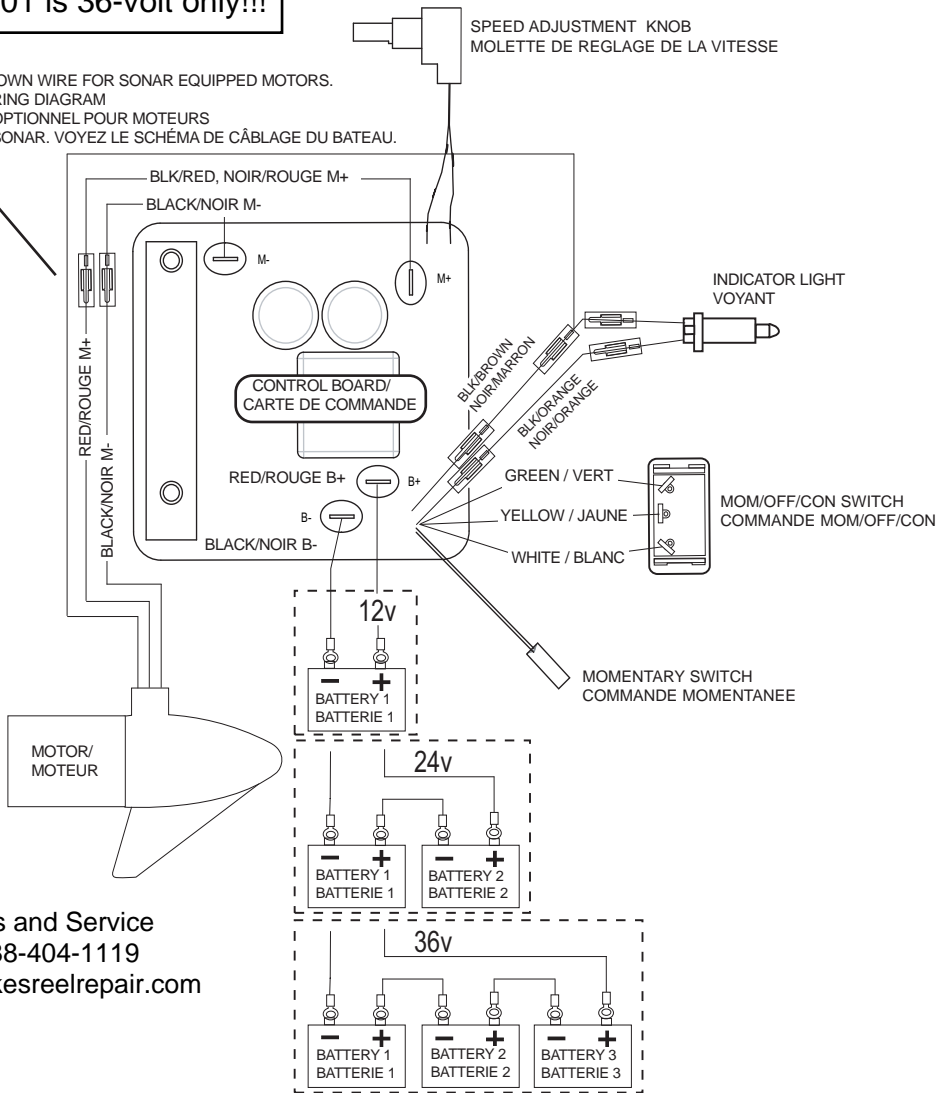 01 is 36-volt only!!!
SPEED ADJUSTMENT KNOB
MOLETTE DE REGLAGE DE LA VITESSE
OWN WIRE FOR SONAR EQUIPPED MOTORS.
RING DIAGRAM
OPTIONNEL POUR MOTEURS
SONAR. VOYEZ LE SCHÉMA DE CÂBLAGE DU BATEAU.
BLK/RED, NOIR/ROUGE M+
BLACK/NOIR M-
M-
M+
INDICATOR LIGHT
VOYANT
RED/ROUGE M+
BLACK/NOIR M-
BLK/BROWN
NOIR/MARRON
BLK/ORANGE
NOIR/ORANGE
CONTROL BOARD/
CARTE DE COMMANDE
RED/ROUGE B+
B+
B-
BLACK/NOIR B-
GREEN / VERT
YELLOW / JAUNE
WHITE / BLANC
MOM/OFF/CON SWITCH
COMMANDE MOM/OFF/CON
MOMENTARY SWITCH
COMMANDE MOMENTANEE
12v
− +
BATTERY 1
BATTERIE 1
MOTOR/
MOTEUR
24v
− +
BATTERY 1
BATTERIE 1
− +
BATTERY 2
BATTERIE 2
36v
− +
BATTERY 1
BATTERIE 1
− +
BATTERY 2
BATTERIE 2
− +
BATTERY 3
BATTERIE 3
s and Service
38-404-1119
kesreelrepair.com